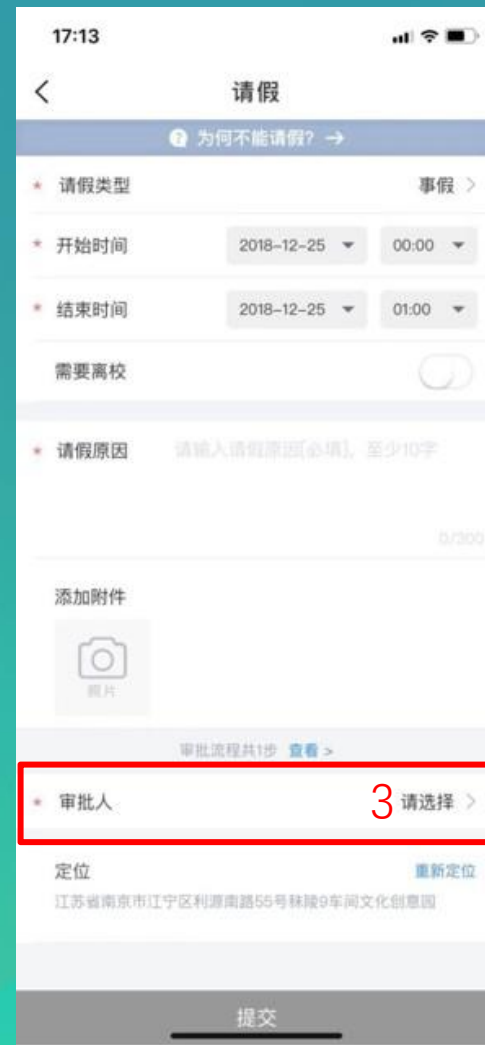 17:13
请假
? 为何不能请假? →
* 请假类型 事假 >
* 开始时间 2018-12-25 00:00
* 结束时间 2018-12-25 01:00
需要离校
* 请假原因 请输入请假原因[必填], 至少10字
0/300
添加附件
照片
审批流程共1步 查看 >
* 审批人 3 请选择 >
定位 重新定位
江苏省南京市江宁区利源南路55号秣陵9车间文化创意园
提交